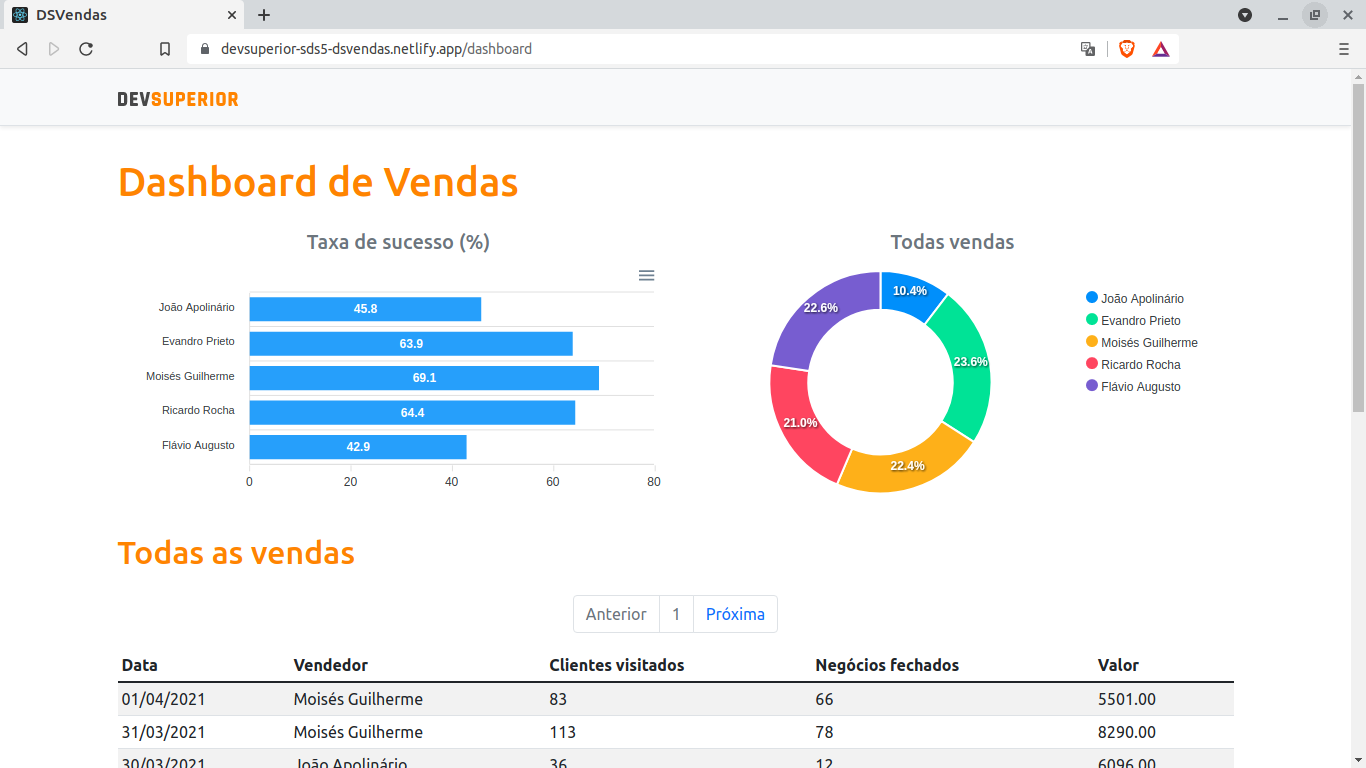 DSVendas
devsuperior-sds5-dsvendas.netlify.app/dashboard
DEVSUPERIOR
Dashboard de Vendas
Taxa de sucesso (%)
João Apolinário 45.8
Evandro Prieto 63.9
Moisés Guilherme 69.1
Ricardo Rocha 64.4
Flávio Augusto 42.9
0 20 40 60 80
Todas vendas
10.4%
23.6%
22.4%
21.0%
22.6%
João Apolinário
Evandro Prieto
Moisés Guilherme
Ricardo Rocha
Flávio Augusto
Todas as vendas
Anterior 1 Próxima
Data Vendedor Clientes visitados Negócios fechados Valor
01/04/2021 Moisés Guilherme 83 66 5501.00
31/03/2021 Moisés Guilherme 113 78 8290.00
30/03/2021 João Apolinário 36 12 6096.00